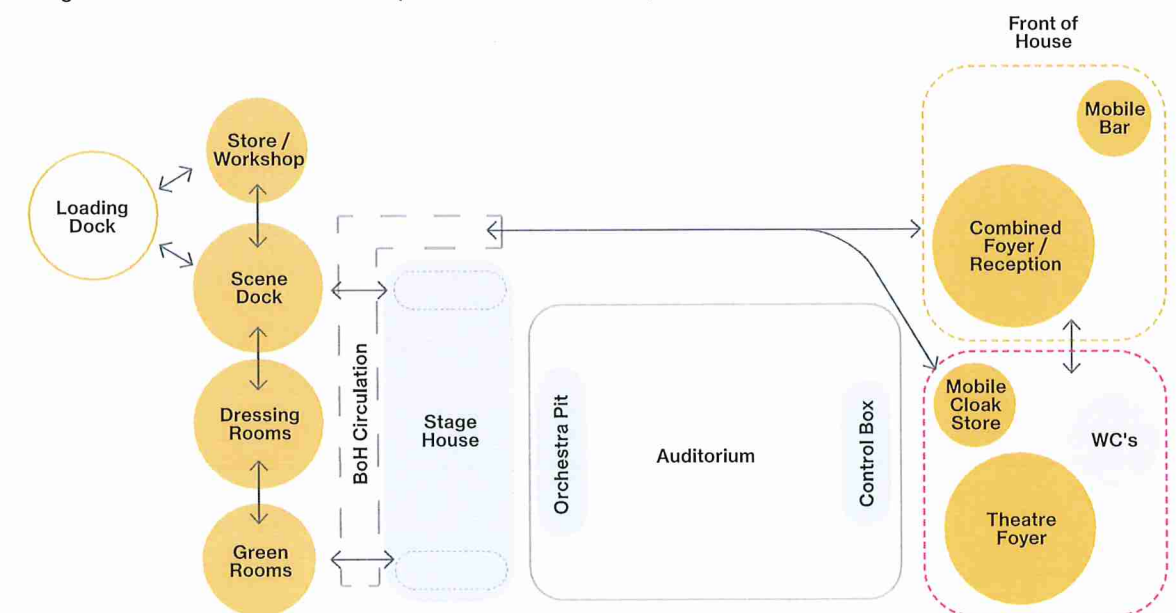 Front of
House
Mobile
Bar
Store /
Workshop
Loading
Dock
Combined
Foyer /
Reception
Scene
Dock
BoH Circulation
Dressing
Rooms
Stage
House
Orchestra Pit
Auditorium
Control Box
Mobile
Cloak
Store
WC's
Theatre
Foyer
Green
Rooms